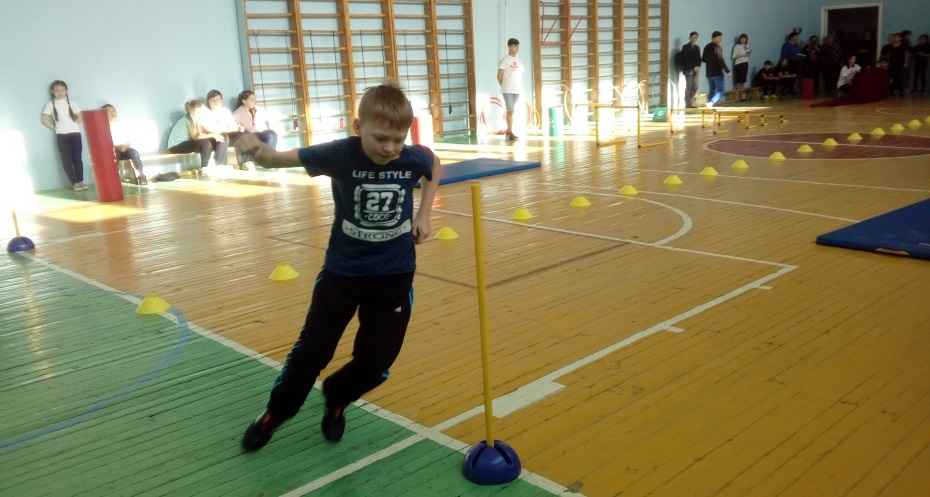 LIFE STYLE
27
COCO
STRONG